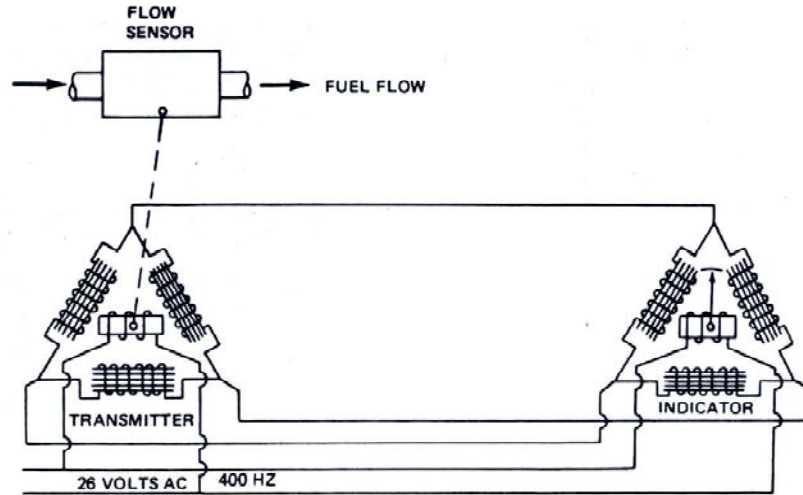 FLOW
SENSOR
FUEL FLOW
TRANSMITTER
INDICATOR
26 VOLTS AC 400 HZ